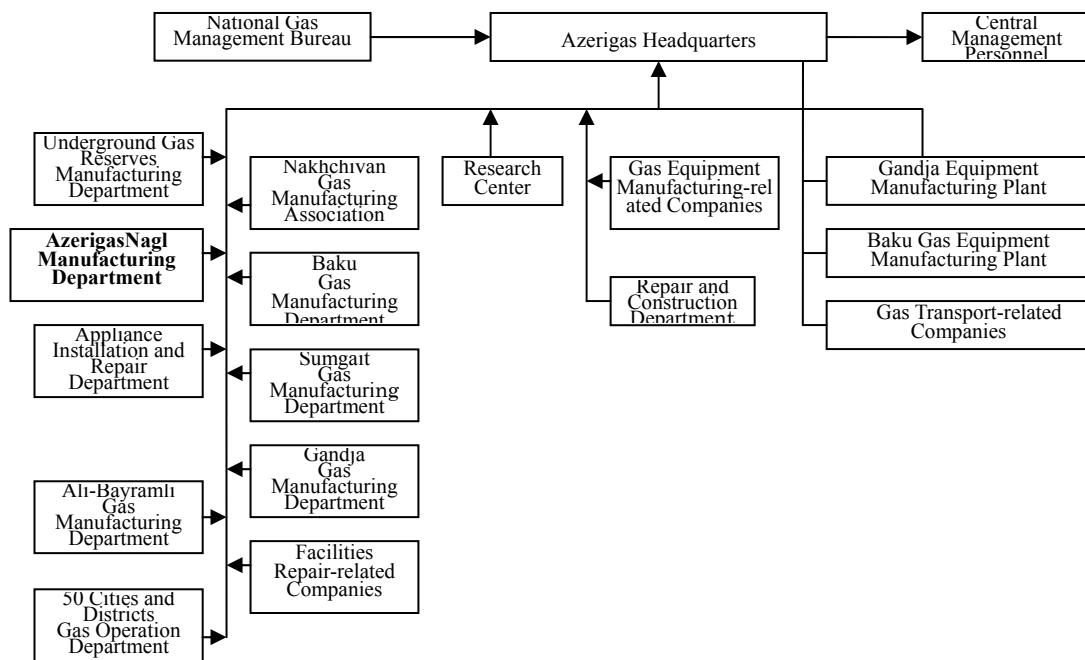 National Gas
Management Bureau
Azerigas Headquarters
Central
Management
Personnel
Underground Gas
Reserves
Manufacturing
Department
Nakhchivan
Gas
Manufacturing
Association
Research
Center
Gas Equipment
Manufacturing-rel
ated Companies
Gandja Equipment
Manufacturing Plant
AzerigasNagl
Manufacturing
Department
Baku
Gas
Manufacturing
Department
Repair and
Construction
Department
Baku Gas Equipment
Manufacturing Plant
Gas Transport-related
Companies
Appliance
Installation and
Repair
Department
Sumgait
Gas
Manufacturing
Department
Gandja
Gas
Manufacturing
Department
Ali-Bayramli
Gas
Manufacturing
Department
Facilities
Repair-related
Companies
50 Cities and
Districts
Gas Operation
Department